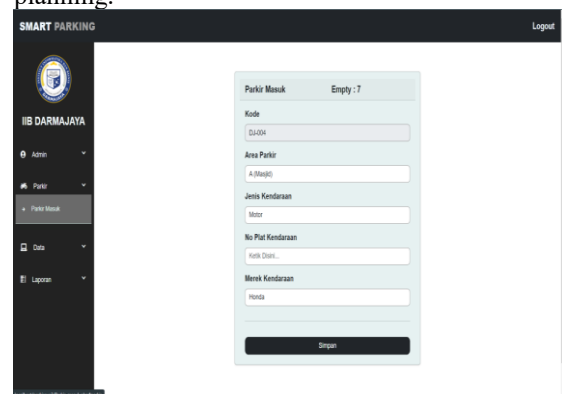 planning.
SMART PARKING
Logout
IIB DARMAJAYA
Admin
Parkir
+ Parkir Masuk
Data
Laporan
Parkir Masuk Empty : 7
Kode
DJ-004
Area Parkir
A (Masjid)
Jenis Kendaraan
Motor
No Plat Kendaraan
Ketik Disini...
Merek Kendaraan
Honda
Simpan